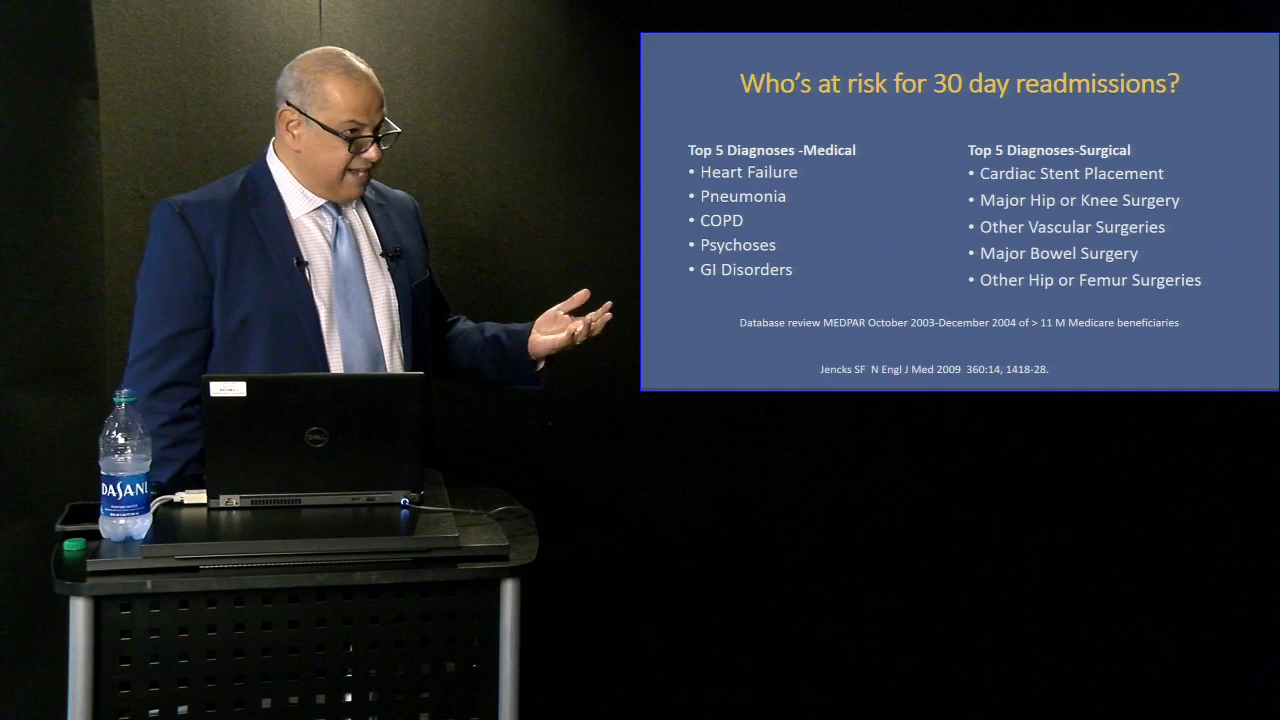 Who's at risk for 30 day readmissions?
Top 5 Diagnoses -Medical
• Heart Failure
• Pneumonia
• COPD
• Psychoses
• GI Disorders
Top 5 Diagnoses-Surgical
• Cardiac Stent Placement
• Major Hip or Knee Surgery
• Other Vascular Surgeries
• Major Bowel Surgery
• Other Hip or Femur Surgeries
Database review MEDPAR October 2003-December 2004 of > 11 M Medicare beneficiaries
Jencks SF N Engl J Med 2009 360:14, 1418-28.
DELL
DASANI